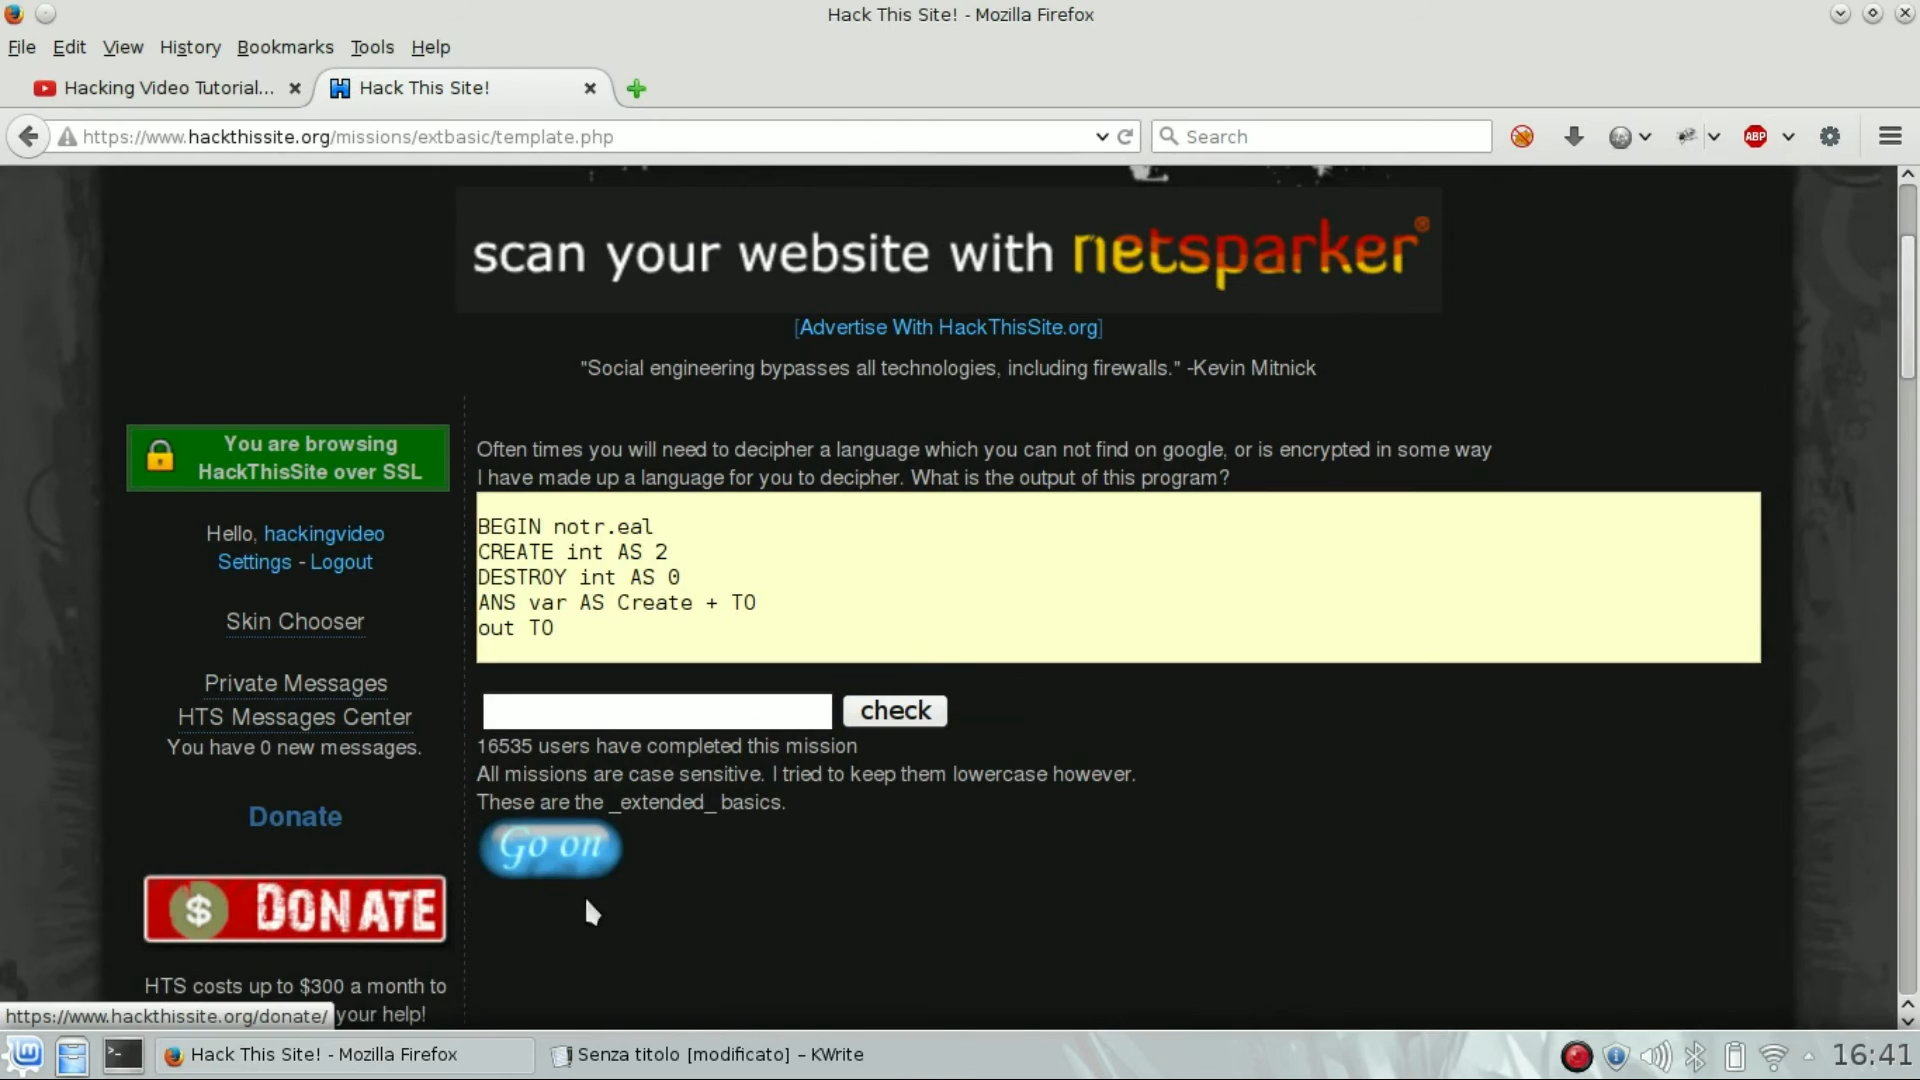 Hack This Site! - Mozilla Firefox
File Edit View History Bookmarks Tools Help
Hacking Video Tutorial...
Hack This Site!
https://www.hackthissite.org/missions/extbasic/template.php
Search
ABP
scan your website with netsparker
[Advertise With HackThisSite.org]
"Social engineering bypasses all technologies, including firewalls." -Kevin Mitnick
You are browsing
HackThisSite over SSL
Hello, hackingvideo
Settings - Logout
Skin Chooser
Private Messages
HTS Messages Center
You have 0 new messages.
Donate
$ DONATE
HTS costs up to $300 a month to
your help!
Often times you will need to decipher a language which you can not find on google, or is encrypted in some way
I have made up a language for you to decipher. What is the output of this program?
BEGIN notr.eal
CREATE int AS 2
DESTROY int AS 0
ANS var AS Create + TO
out TO
check
16535 users have completed this mission
All missions are case sensitive. I tried to keep them lowercase however.
These are the _extended_ basics.
Go on
https://www.hackthissite.org/donate/
Hack This Site! - Mozilla Firefox
Senza titolo [modificato] – KWrite
16:41